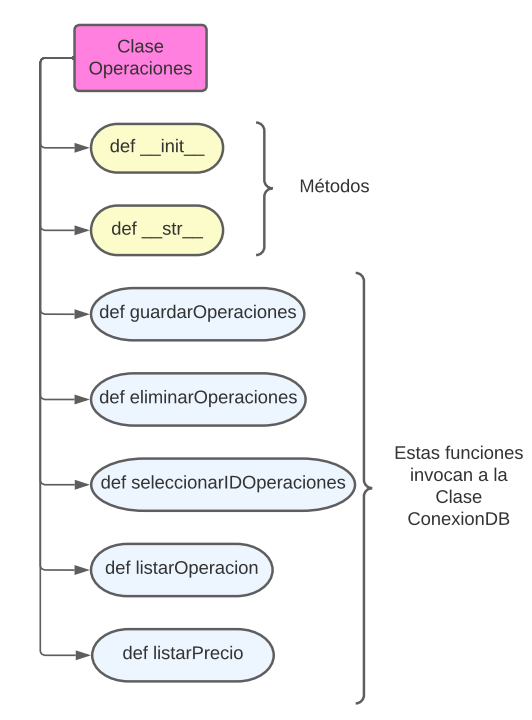 Clase
Operaciones
def __init__
def __str__
Métodos
def guardarOperaciones
def eliminarOperaciones
def seleccionarIDOperaciones
def listarOperacion
def listarPrecio
Estas funciones
invocan a la
Clase
ConexionDB